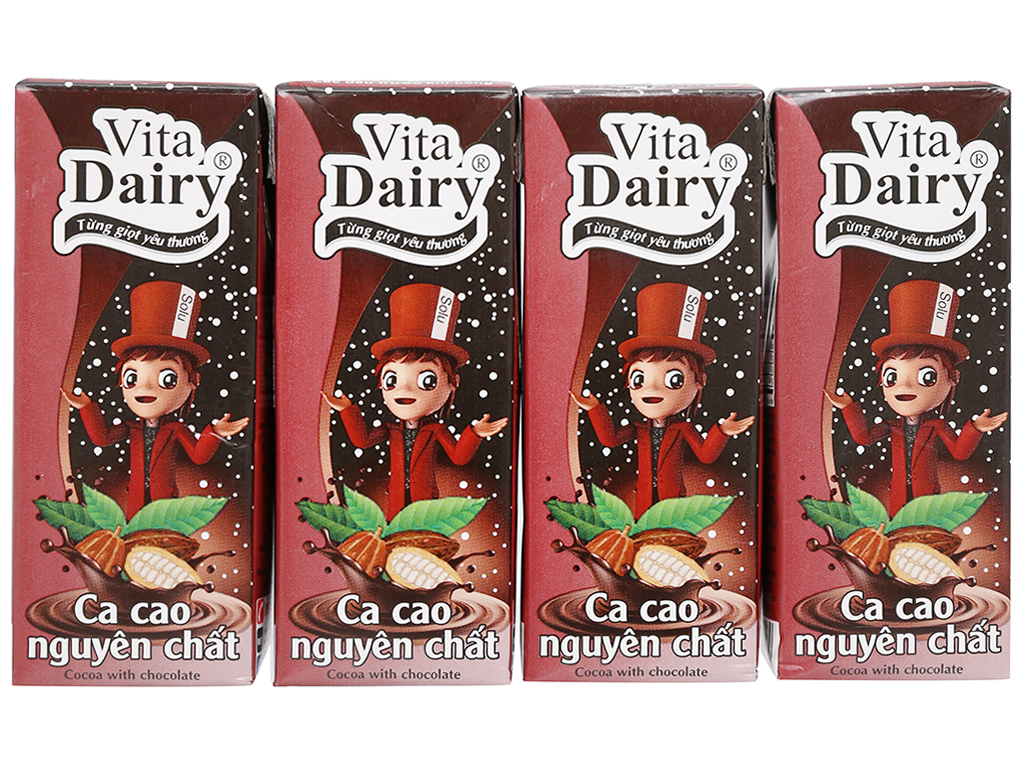 Vita
Dairy®
Từng giọt yêu thương
Solu
Ca cao
nguyên chất
Cocoa with chocolate
Vita
Dairy®
Từng giọt yêu thương
Solu
Ca cao
nguyên chất
Cocoa with chocolate
Vita
Dairy®
Từng giọt yêu thương
Solu
Ca cao
nguyên chất
Cocoa with chocolate
Vita
Dairy®
Từng giọt yêu thương
Solu
Ca cao
nguyên chất
Cocoa with chocolate